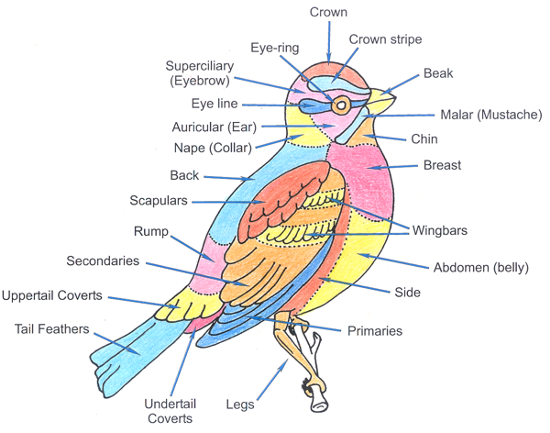 Crown
Crown stripe
Eye-ring
Superciliary
(Eyebrow)
Beak
Eye line
Malar (Mustache)
Auricular (Ear)
Chin
Nape (Collar)
Breast
Back
Scapulars
Wingbars
Rump
Secondaries
Abdomen (belly)
Side
Uppertail Coverts
Tail Feathers
Primaries
Undertail
Coverts
Legs